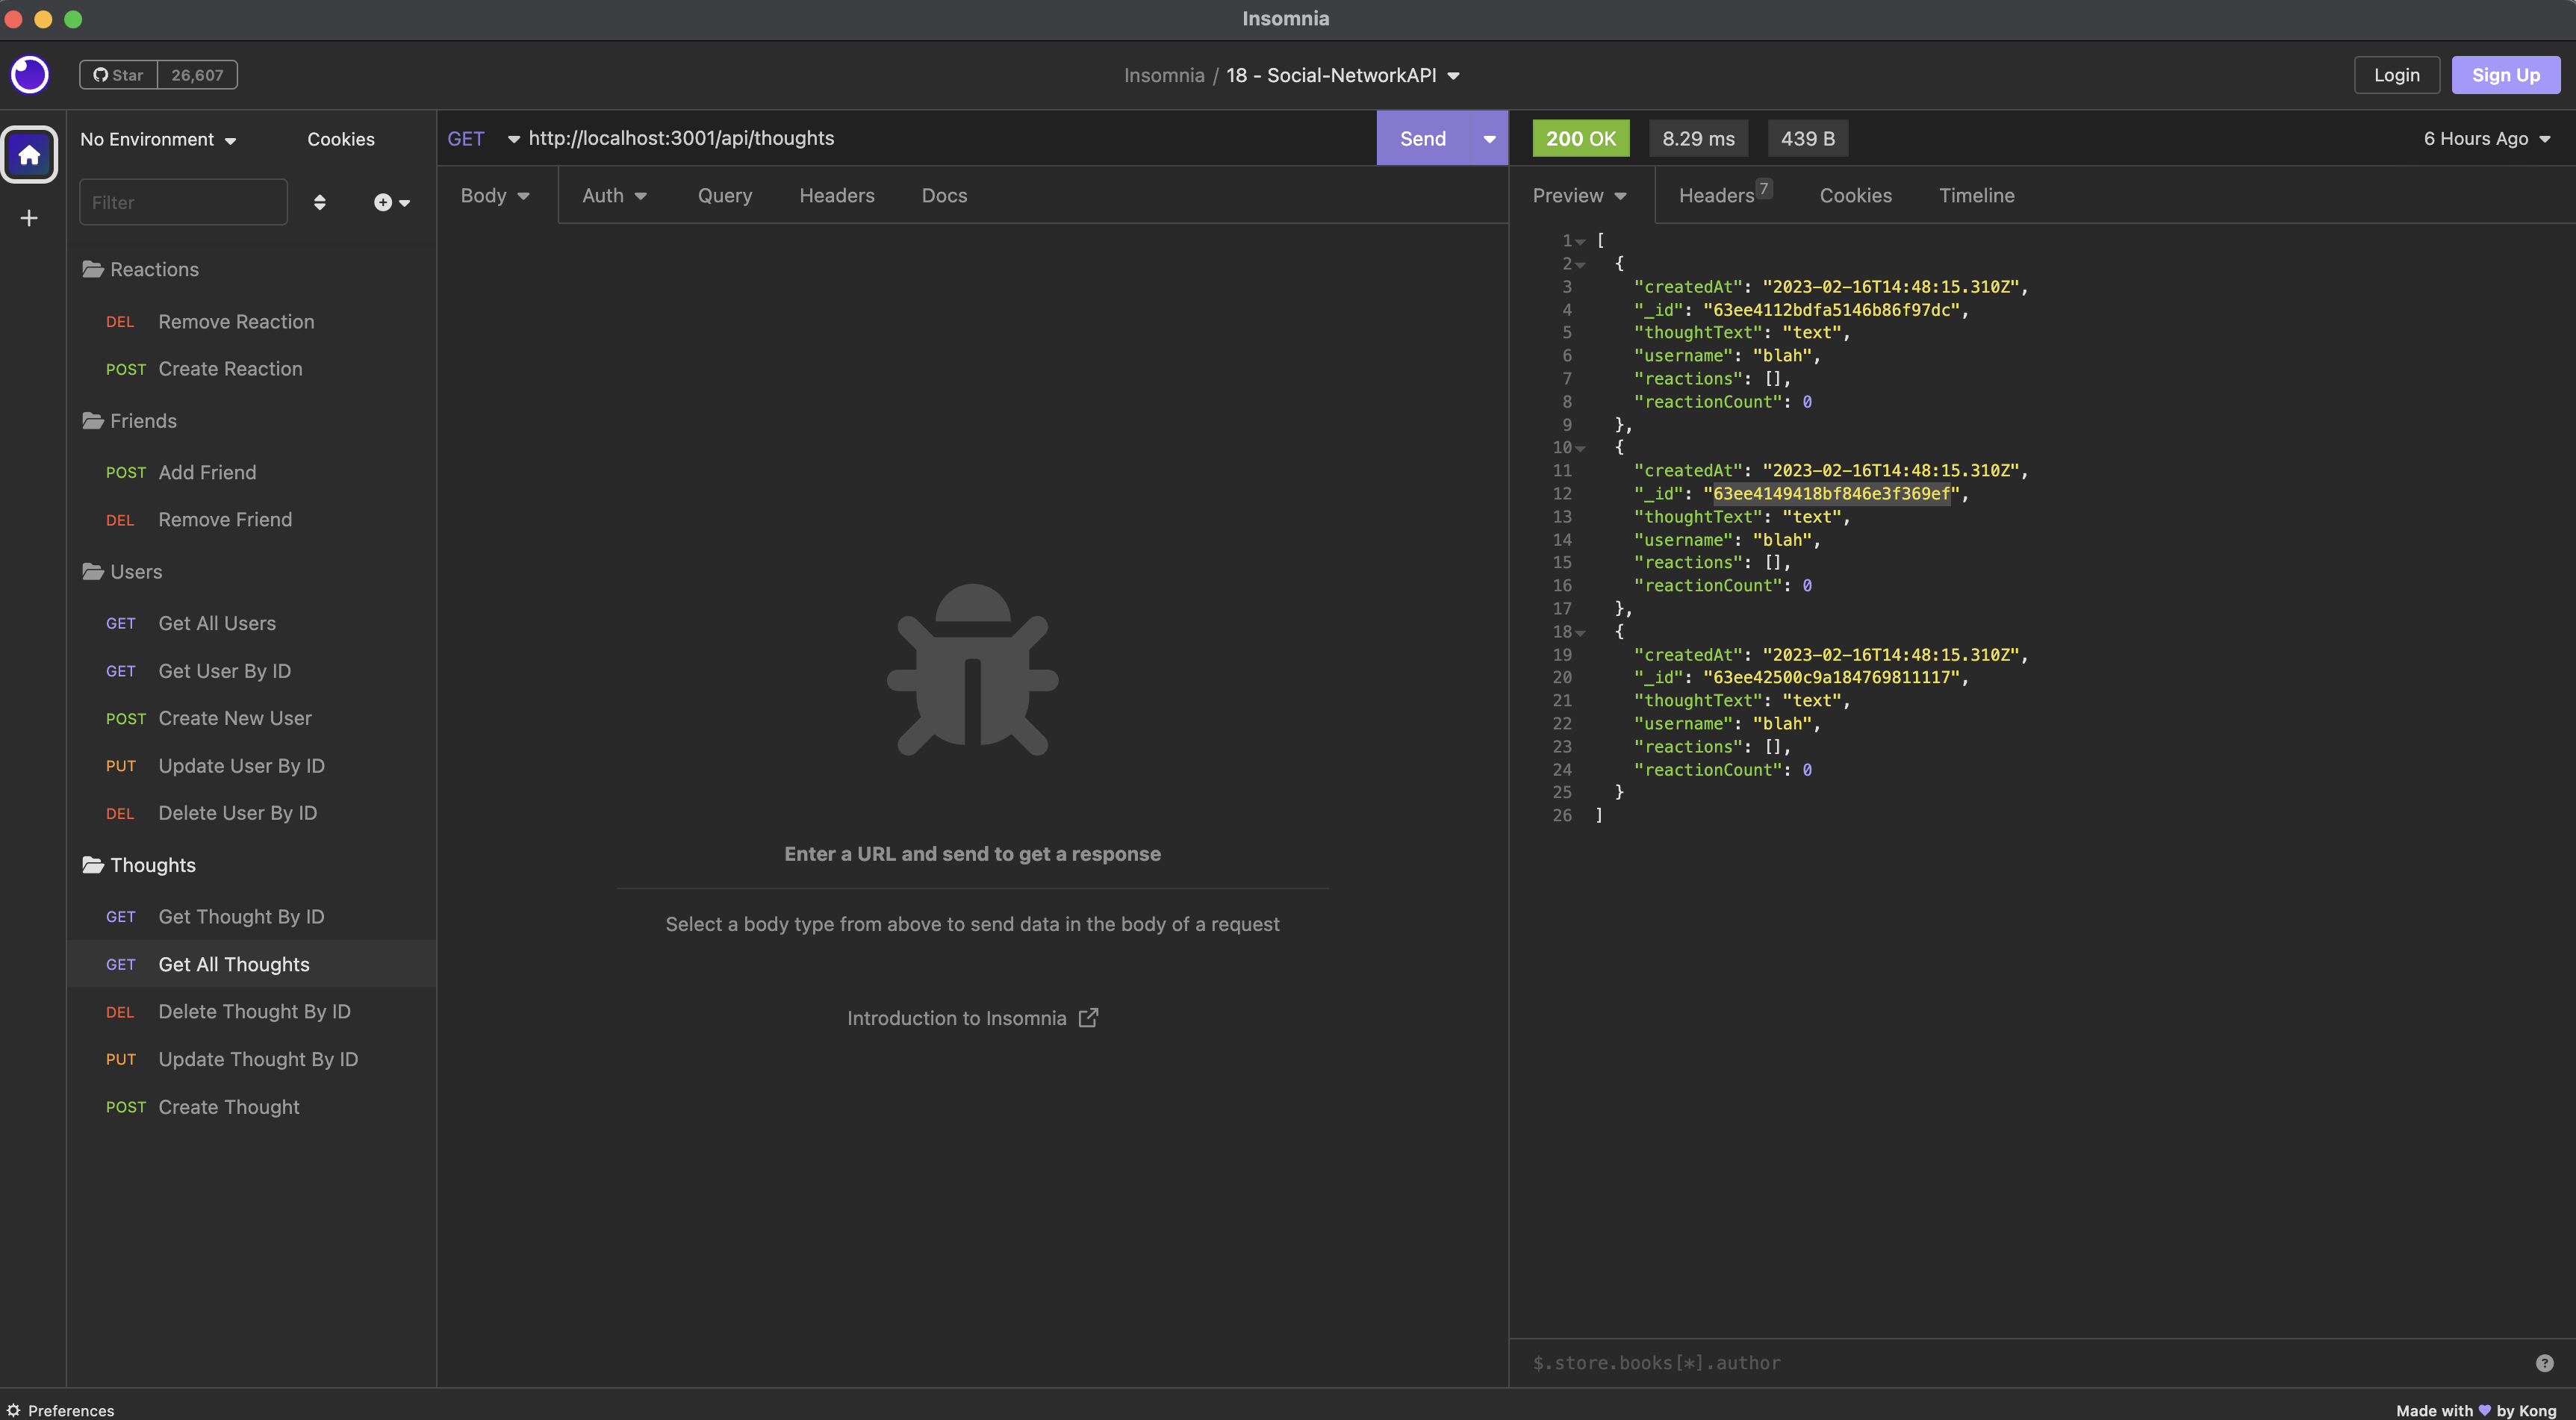 Insomnia
Star 26,607
Insomnia / 18 - Social-NetworkAPI
Login Sign Up
No Environment Cookies
Filter
Reactions
DEL Remove Reaction
POST Create Reaction
Friends
POST Add Friend
DEL Remove Friend
Users
GET Get All Users
GET Get User By ID
POST Create New User
PUT Update User By ID
DEL Delete User By ID
Thoughts
GET Get Thought By ID
GET Get All Thoughts
DEL Delete Thought By ID
PUT Update Thought By ID
POST Create Thought
GET http://localhost:3001/api/thoughts Send
Body Auth Query Headers Docs
Enter a URL and send to get a response
Select a body type from above to send data in the body of a request
Introduction to Insomnia
200 OK 8.29 ms 439 B 6 Hours Ago
Preview Headers 7 Cookies Timeline
1 [
2 {
3 "createdAt": "2023-02-16T14:48:15.310Z",
4 "_id": "63ee4112bdfa5146b86f97dc",
5 "thoughtText": "text",
6 "username": "blah",
7 "reactions": [],
8 "reactionCount": 0
9 },
10 {
11 "createdAt": "2023-02-16T14:48:15.310Z",
12 "_id": "63ee4149418bf846e3f369ef",
13 "thoughtText": "text",
14 "username": "blah",
15 "reactions": [],
16 "reactionCount": 0
17 },
18 {
19 "createdAt": "2023-02-16T14:48:15.310Z",
20 "_id": "63ee42500c9a184769811117",
21 "thoughtText": "text",
22 "username": "blah",
23 "reactions": [],
24 "reactionCount": 0
25 }
26 ]
$.store.books[*].author
Preferences
Made with 💜 by Kong